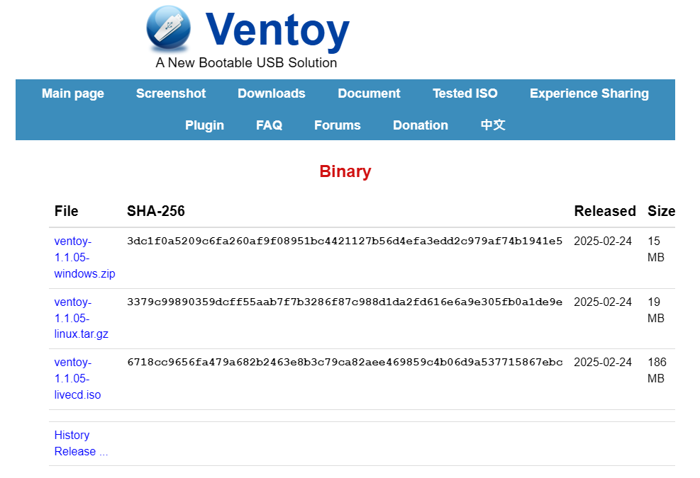 Ventoy
A New Bootable USB Solution
Main page Screenshot Downloads Document Tested ISO Experience Sharing
Plugin FAQ Forums Donation 中文
Binary
File SHA-256 Released Size
ventoy-1.1.05-windows.zip 3dc1f0a5209c6fa260af9f08951bc4421127b56d4efa3edd2c979af74b1941e5 2025-02-24 15 MB
ventoy-1.1.05-linux.tar.gz 3379c99890359dcff55aab7f7b3286f87c988d1da2fd616e6a9e305fb0a1de9e 2025-02-24 19 MB
ventoy-1.1.05-livecd.iso 6718cc9656fa479a682b2463e8b3c79ca82aee469859c4b06d9a537715867ebc 2025-02-24 186 MB
History Release ...